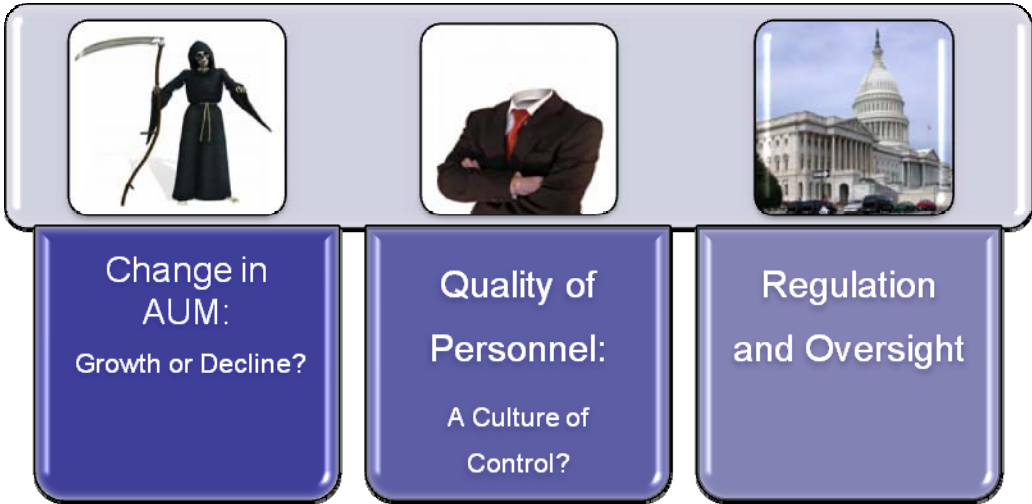 Change in
AUM:
Growth or Decline?
Quality of
Personnel:
A Culture of
Control?
Regulation
and Oversight